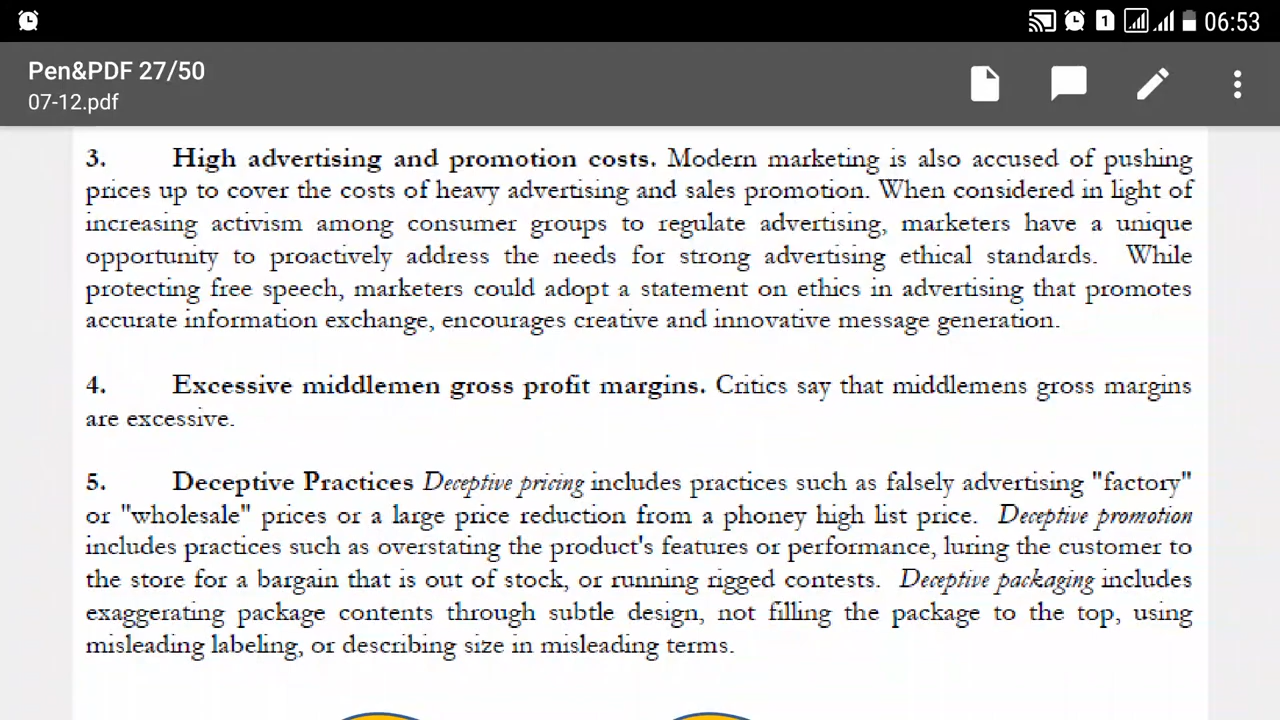 1 06:53
Pen&PDF 27/50
07-12.pdf
3. High advertising and promotion costs. Modern marketing is also accused of pushing
prices up to cover the costs of heavy advertising and sales promotion. When considered in light of
increasing activism among consumer groups to regulate advertising, marketers have a unique
opportunity to proactively address the needs for strong advertising ethical standards. While
protecting free speech, marketers could adopt a statement on ethics in advertising that promotes
accurate information exchange, encourages creative and innovative message generation.
4. Excessive middlemen gross profit margins. Critics say that middlemens gross margins
are excessive.
5. Deceptive Practices Deceptive pricing includes practices such as falsely advertising "factory"
or "wholesale" prices or a large price reduction from a phoney high list price. Deceptive promotion
includes practices such as overstating the product's features or performance, luring the customer to
the store for a bargain that is out of stock, or running rigged contests. Deceptive packaging includes
exaggerating package contents through subtle design, not filling the package to the top, using
misleading labeling, or describing size in misleading terms.